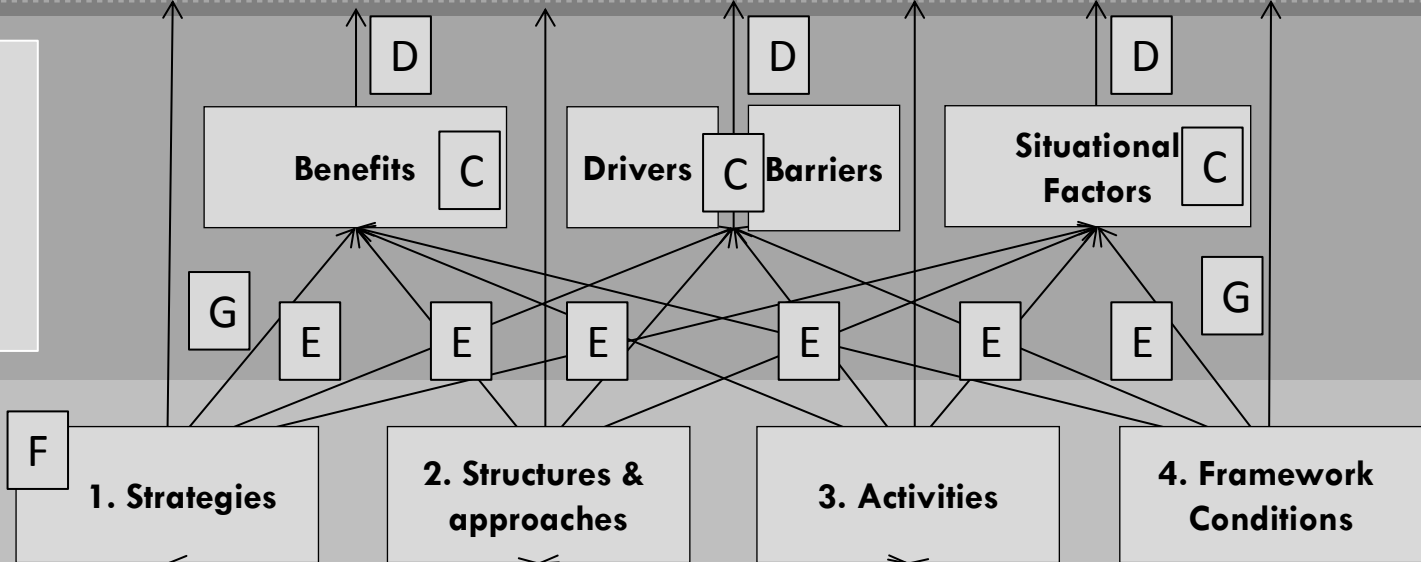 D
D
D
Benefits
C
Drivers
C
Barriers
Situational
Factors
C
G
G
E
E
E
E
E
E
F
1. Strategies
2. Structures &
approaches
3. Activities
4. Framework
Conditions